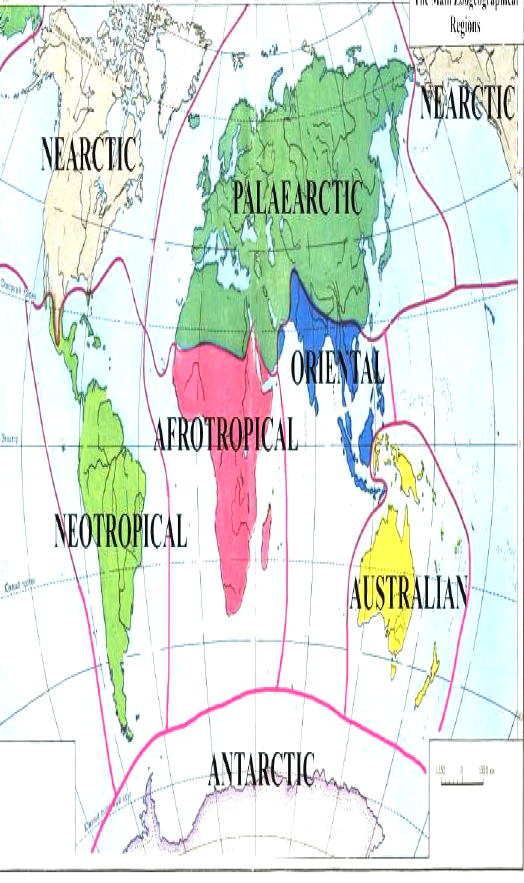 The Main Zoogeographical
Regions
NEARCTIC
NEARCTIC
PALAEARCTIC
ORIENTAL
AFROTROPICAL
NEOTROPICAL
AUSTRALIAN
ANTARCTIC